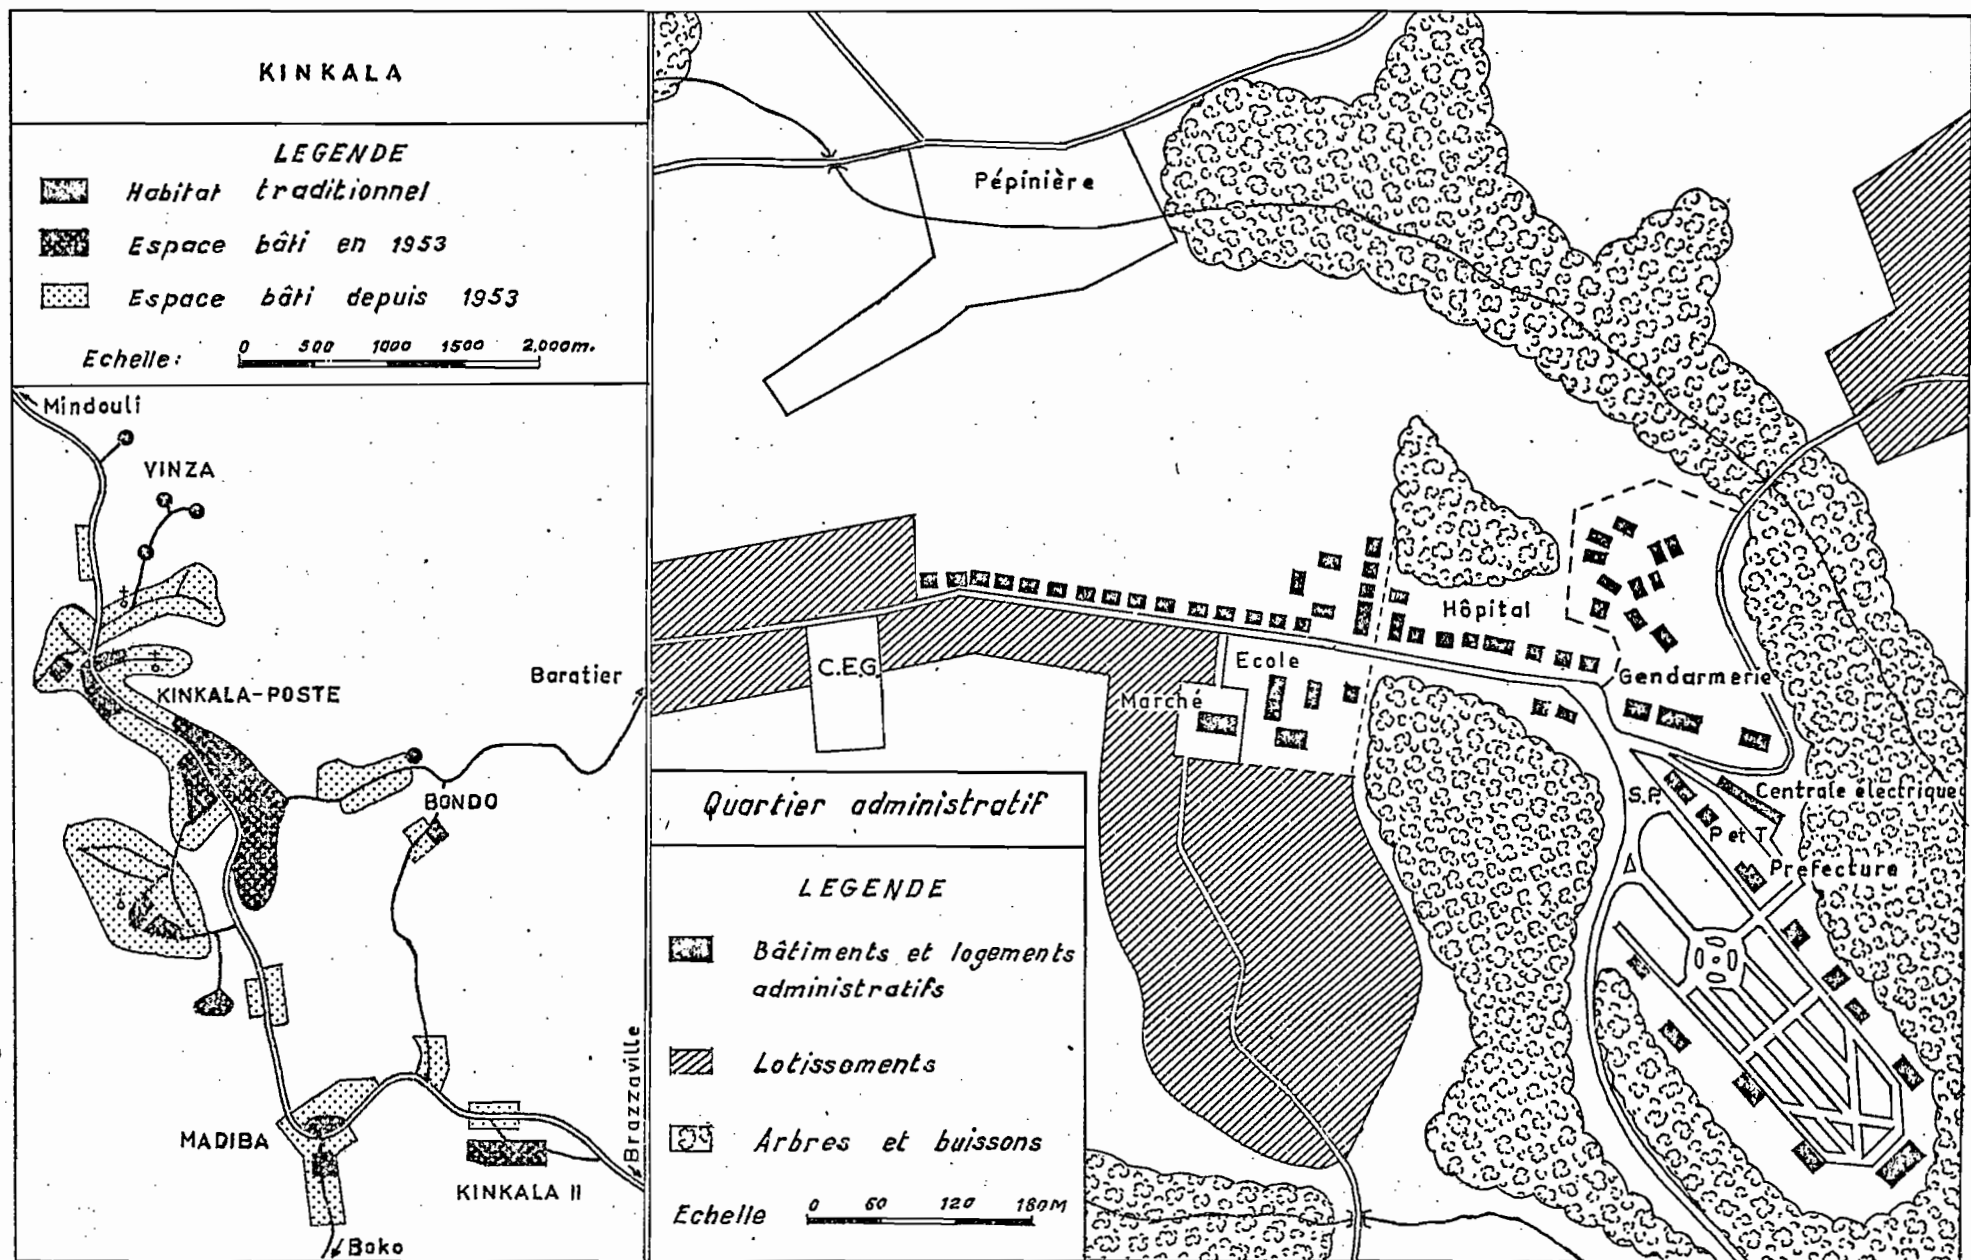 KINKALA
LEGENDE
Habitat traditionnel
Espace bâti en 1953
Espace bâti depuis 1953
Echelle: 0 500 1000 1500 2,000m.
Mindouli
VINZA
KINKALA-POSTE
Baratier
BONDO
MADIBA
KINKALA II
Brazzaville
Boko
Pépinière
Hôpital
C.E.G.
Ecole
Marché
Gendarmerie
S.P.
Centrale électrique
P et T
Prefecture
Quartier administratif
LEGENDE
Bâtiments et logements
administratifs
Lotissements
Arbres et buissons
Echelle 0 60 120 180M